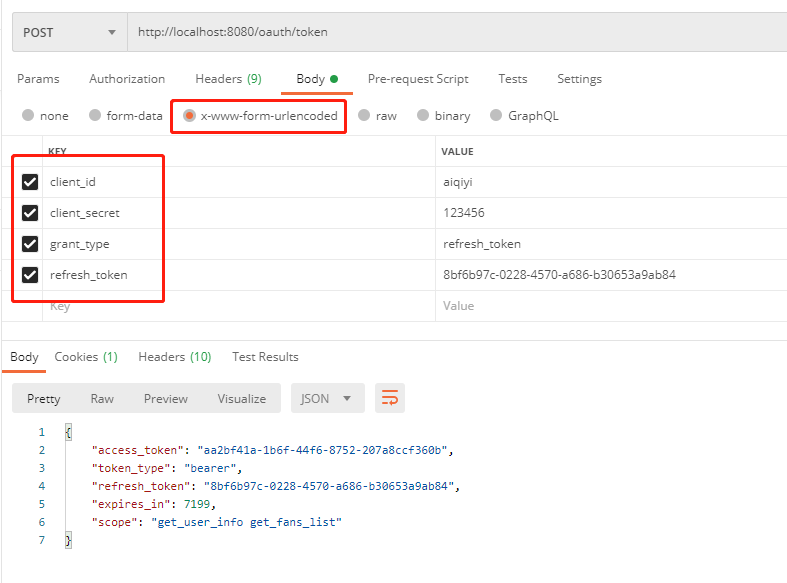 POST http://localhost:8080/oauth/token
Params Authorization Headers (9) Body Pre-request Script Tests Settings
none form-data x-www-form-urlencoded raw binary GraphQL
KEY VALUE
client_id aiqiyi
client_secret 123456
grant_type refresh_token
refresh_token 8bf6b97c-0228-4570-a686-b30653a9ab84
Key Value
Body Cookies (1) Headers (10) Test Results
Pretty Raw Preview Visualize JSON
1 {
2 "access_token": "aa2bf41a-1b6f-44f6-8752-207a8ccf360b",
3 "token_type": "bearer",
4 "refresh_token": "8bf6b97c-0228-4570-a686-b30653a9ab84",
5 "expires_in": 7199,
6 "scope": "get_user_info get_fans_list"
7 }